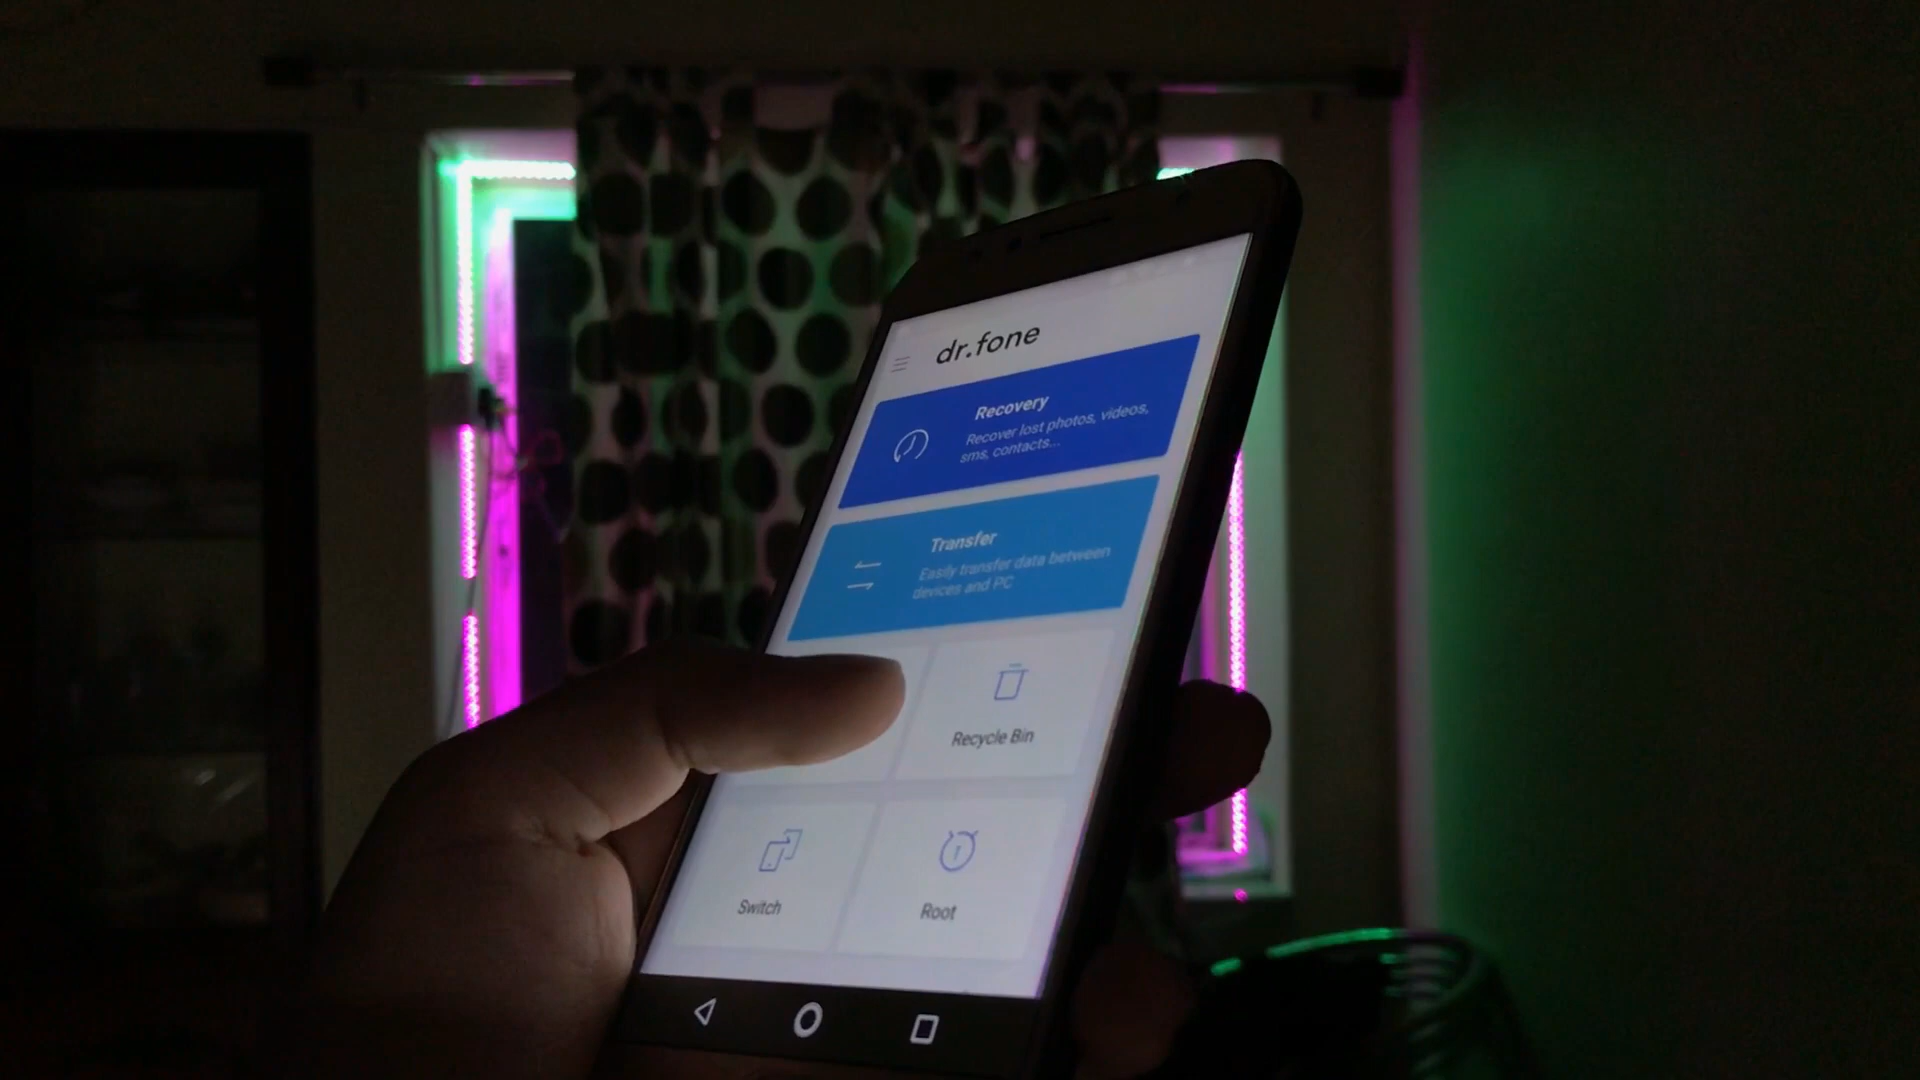 dr.fone
Recovery
Recover lost photos, videos,
sms, contacts...
Transfer
Easily transfer data between
devices and PC
Recycle Bin
Switch
Root